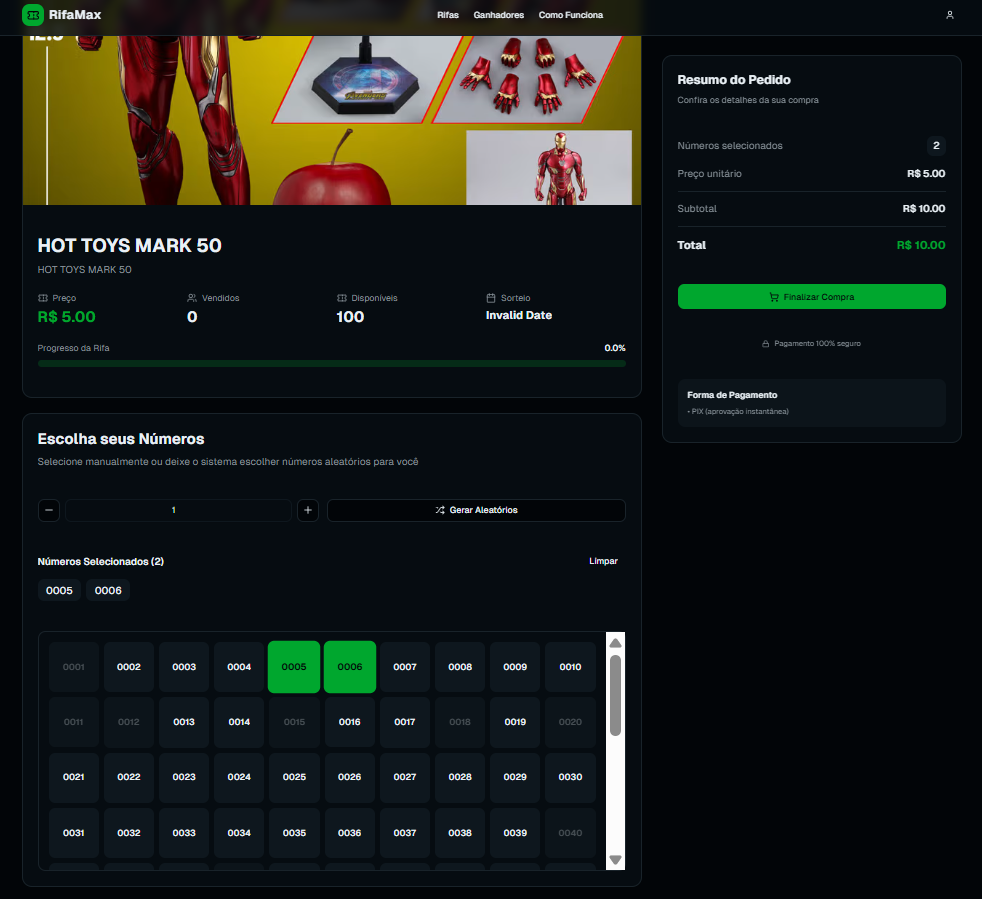 RifaMax
Rifas Ganhadores Como Funciona
HOT TOYS MARK 50
HOT TOYS MARK 50
Preço Vendidos Disponíveis Sorteio
R$ 5.00 0 100 Invalid Date
Progresso da Rifa 0.0%
Escolha seus Números
Selecione manualmente ou deixe o sistema escolher números aleatórios para você
1
Gerar Aleatórios
Números Selecionados (2) Limpar
0005 0006
0001 0002 0003 0004 0005 0006 0007 0008 0009 0010
0011 0012 0013 0014 0015 0016 0017 0018 0019 0020
0021 0022 0023 0024 0025 0026 0027 0028 0029 0030
0031 0032 0033 0034 0035 0036 0037 0038 0039 0040
Resumo do Pedido
Confira os detalhes da sua compra
Números selecionados 2
Preço unitário R$ 5.00
Subtotal R$ 10.00
Total R$ 10.00
Finalizar Compra
Pagamento 100% seguro
Forma de Pagamento
• PIX (aprovação instantânea)